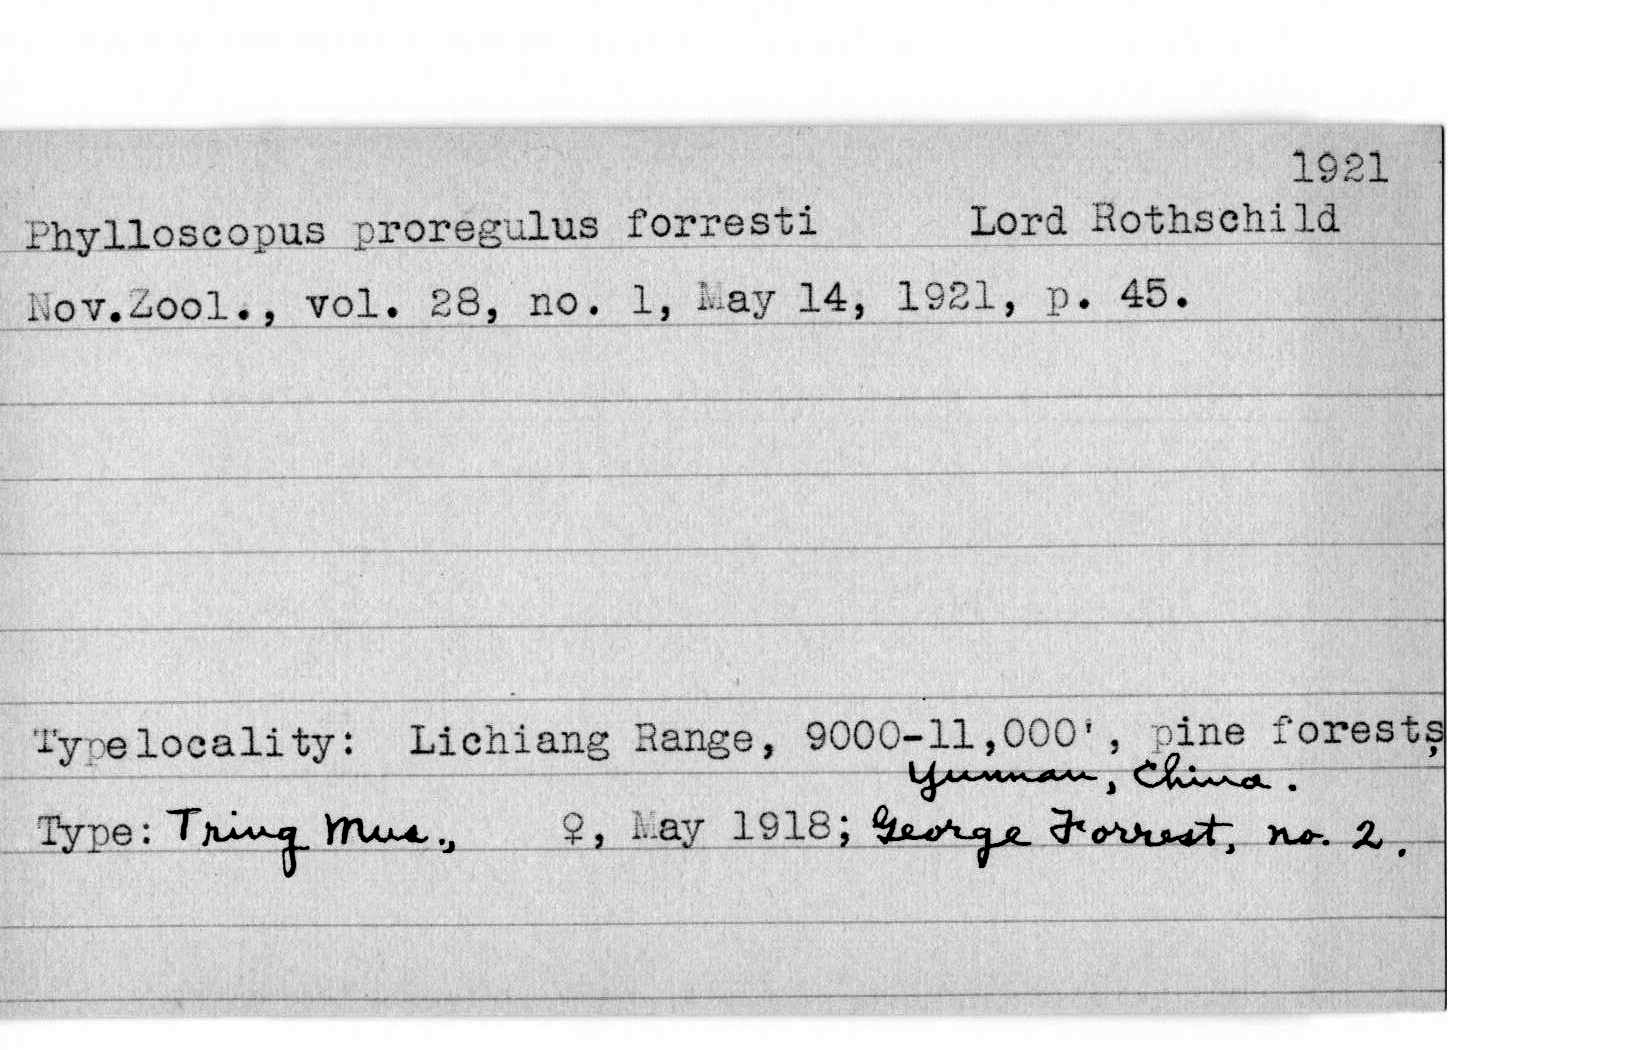 1921
Phylloscopus proregulus forresti Lord Rothschild
Nov.Zool., vol. 28, no. 1, May 14, 1921, p. 45.
Typelocality: Lichiang Range, 9000-11,000', pine forests,
Yunnan, China.
Type: Tring Mus., ♀, May 1918; George Forrest, no. 2.